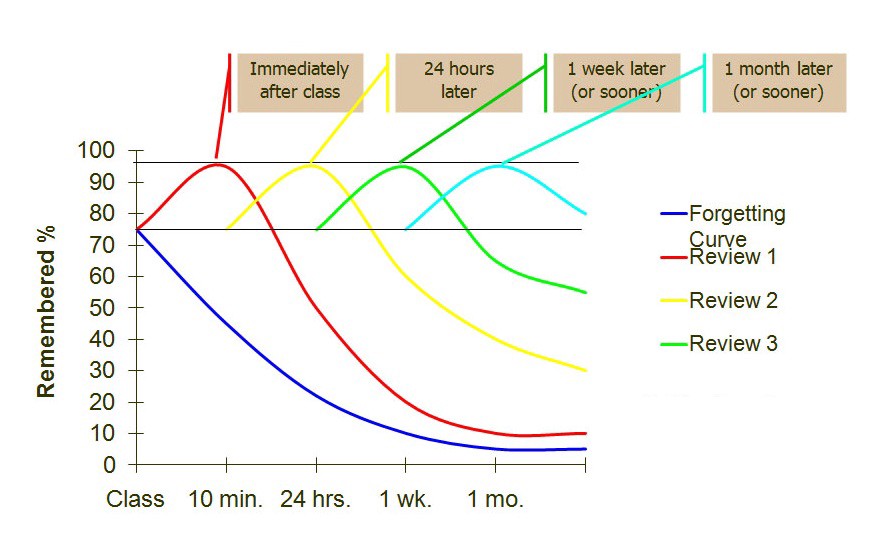 Immediately
after class
24 hours
later
1 week later
(or sooner)
1 month later
(or sooner)
100
90
80
70
60
50
40
30
20
10
0
Remembered %
Class
10 min.
24 hrs.
1 wk.
1 mo.
Forgetting
Curve
Review 1
Review 2
Review 3